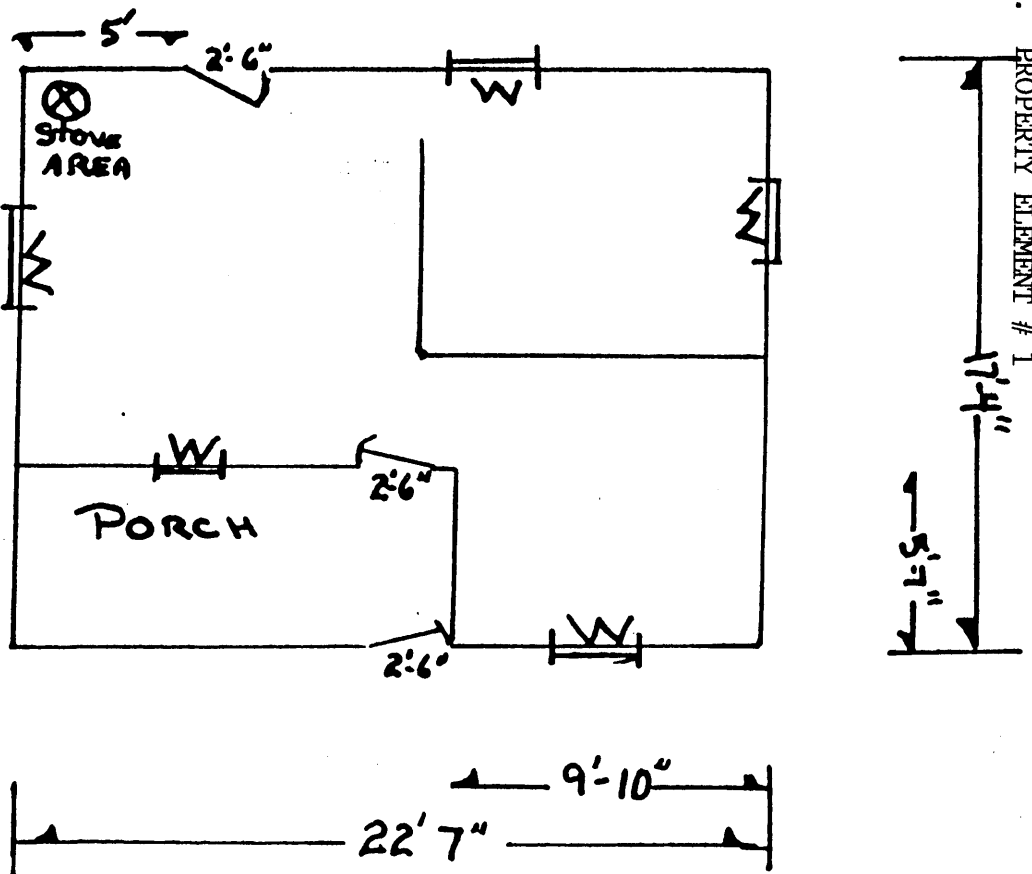 5'
2'-6"
W
Stove
AREA
W
W
PROPERTY ELEMENT # 1
17'-4"
W
2'-6"
PORCH
5'-1"
W
2'-6"
9'-10"
22' 7"